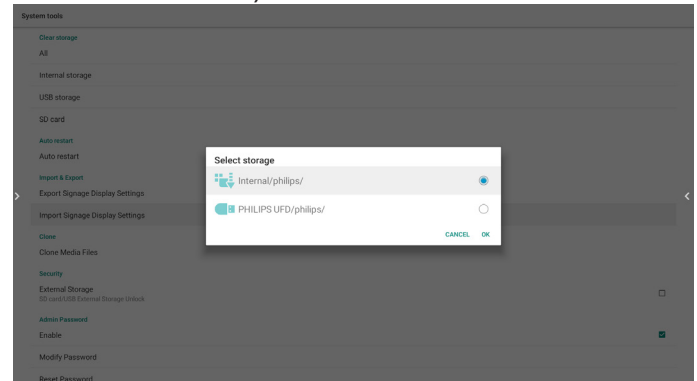 System tools
Clear storage
All
Internal storage
USB storage
SD card
Auto restart
Auto restart
Import & Export
Export Signage Display Settings
Import Signage Display Settings
Clone
Clone Media Files
Security
External Storage
SD card/USB External Storage Unlock
Admin Password
Enable
Modify Password
Reset Password
Select storage
Internal/philips/
PHILIPS UFD/philips/
CANCEL OK